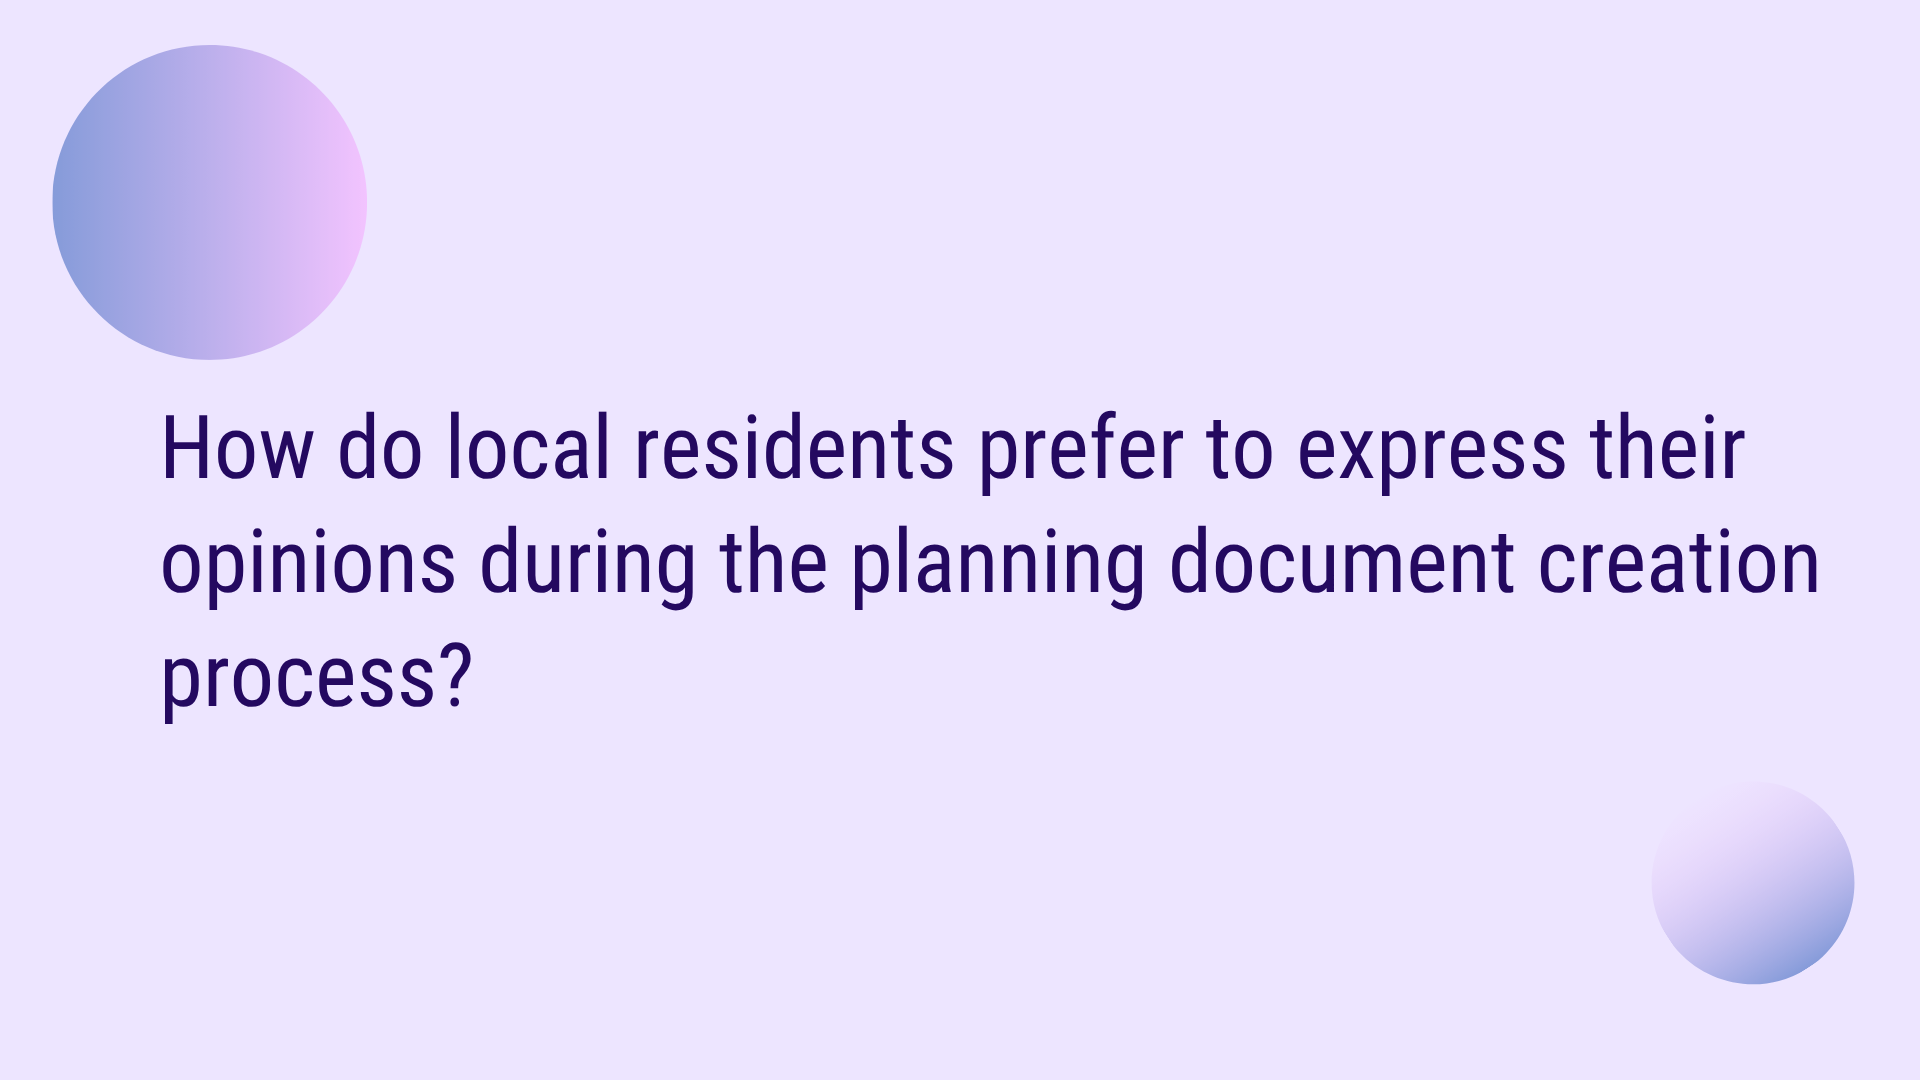 How do local residents prefer to express their
opinions during the planning document creation
process?